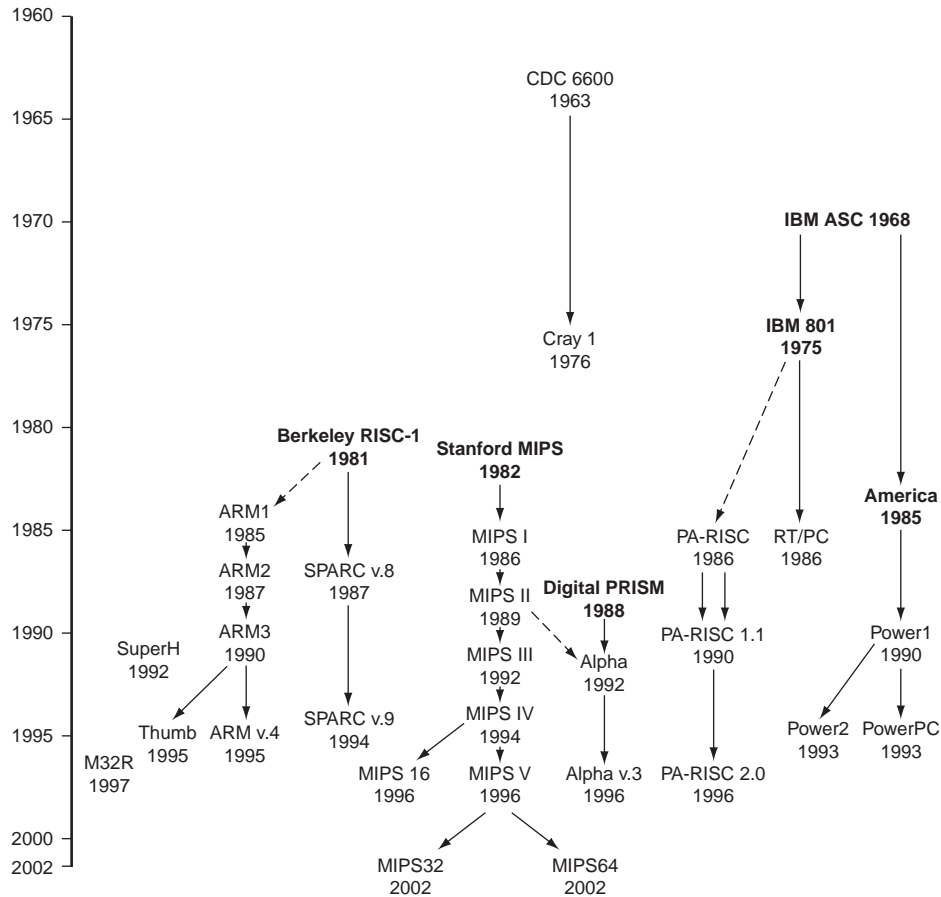 1960
CDC 6600
1963
1965
1970
IBM ASC 1968
1975
IBM 801
1975
Cray 1
1976
1980
Berkeley RISC-1
1981
Stanford MIPS
1982
America
1985
ARM1
1985
1985
MIPS I
1986
PA-RISC
1986
RT/PC
1986
ARM2
1987
SPARC v.8
1987
MIPS II
1989
Digital PRISM
1988
1990
ARM3
1990
PA-RISC 1.1
1990
Power1
1990
SuperH
1992
MIPS III
1992
Alpha
1992
Thumb
1995
ARM v.4
1995
SPARC v.9
1994
MIPS IV
1994
Power2
1993
PowerPC
1993
1995
M32R
1997
MIPS 16
1996
MIPS V
1996
Alpha v.3
1996
PA-RISC 2.0
1996
2000
2002
MIPS32
2002
MIPS64
2002